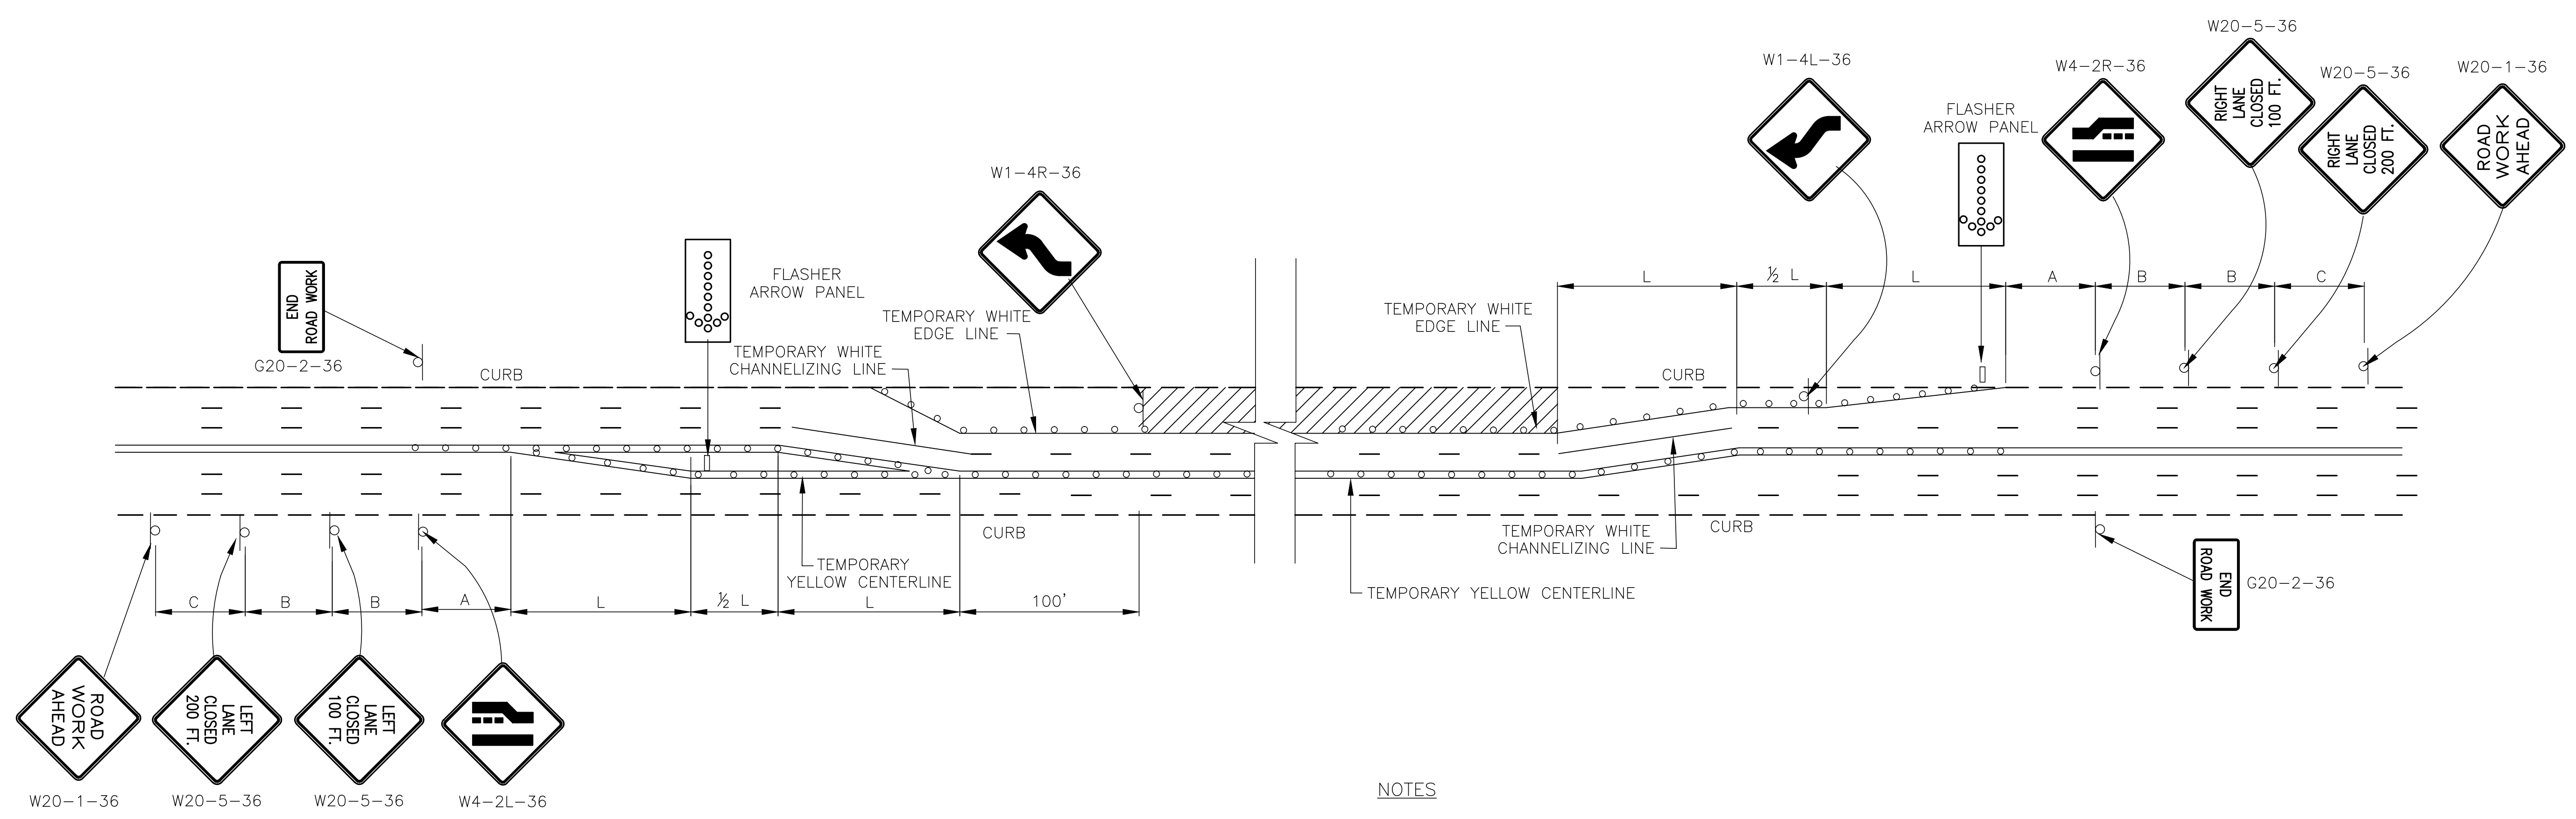 W20-5-36
W1-4L-36
W4-2R-36
W20-5-36
W20-1-36
RIGHT
LANE
CLOSED
100 FT.
RIGHT
LANE
CLOSED
200 FT.
ROAD
WORK
AHEAD
FLASHER
ARROW PANEL
W1-4R-36
END
ROAD WORK
G20-2-36
FLASHER
ARROW PANEL
TEMPORARY WHITE
EDGE LINE
TEMPORARY WHITE
CHANNELIZING LINE
TEMPORARY WHITE
EDGE LINE
L
½ L
L
A
B
B
C
CURB
CURB
CURB
CURB
TEMPORARY
YELLOW CENTERLINE
TEMPORARY WHITE
CHANNELIZING LINE
TEMPORARY YELLOW CENTERLINE
END
ROAD WORK
G20-2-36
C
B
B
A
L
½ L
L
100'
ROAD
WORK
AHEAD
LEFT
LANE
CLOSED
200 FT.
LEFT
LANE
CLOSED
100 FT.
W20-1-36
W20-5-36
W20-5-36
W4-2L-36
NOTES